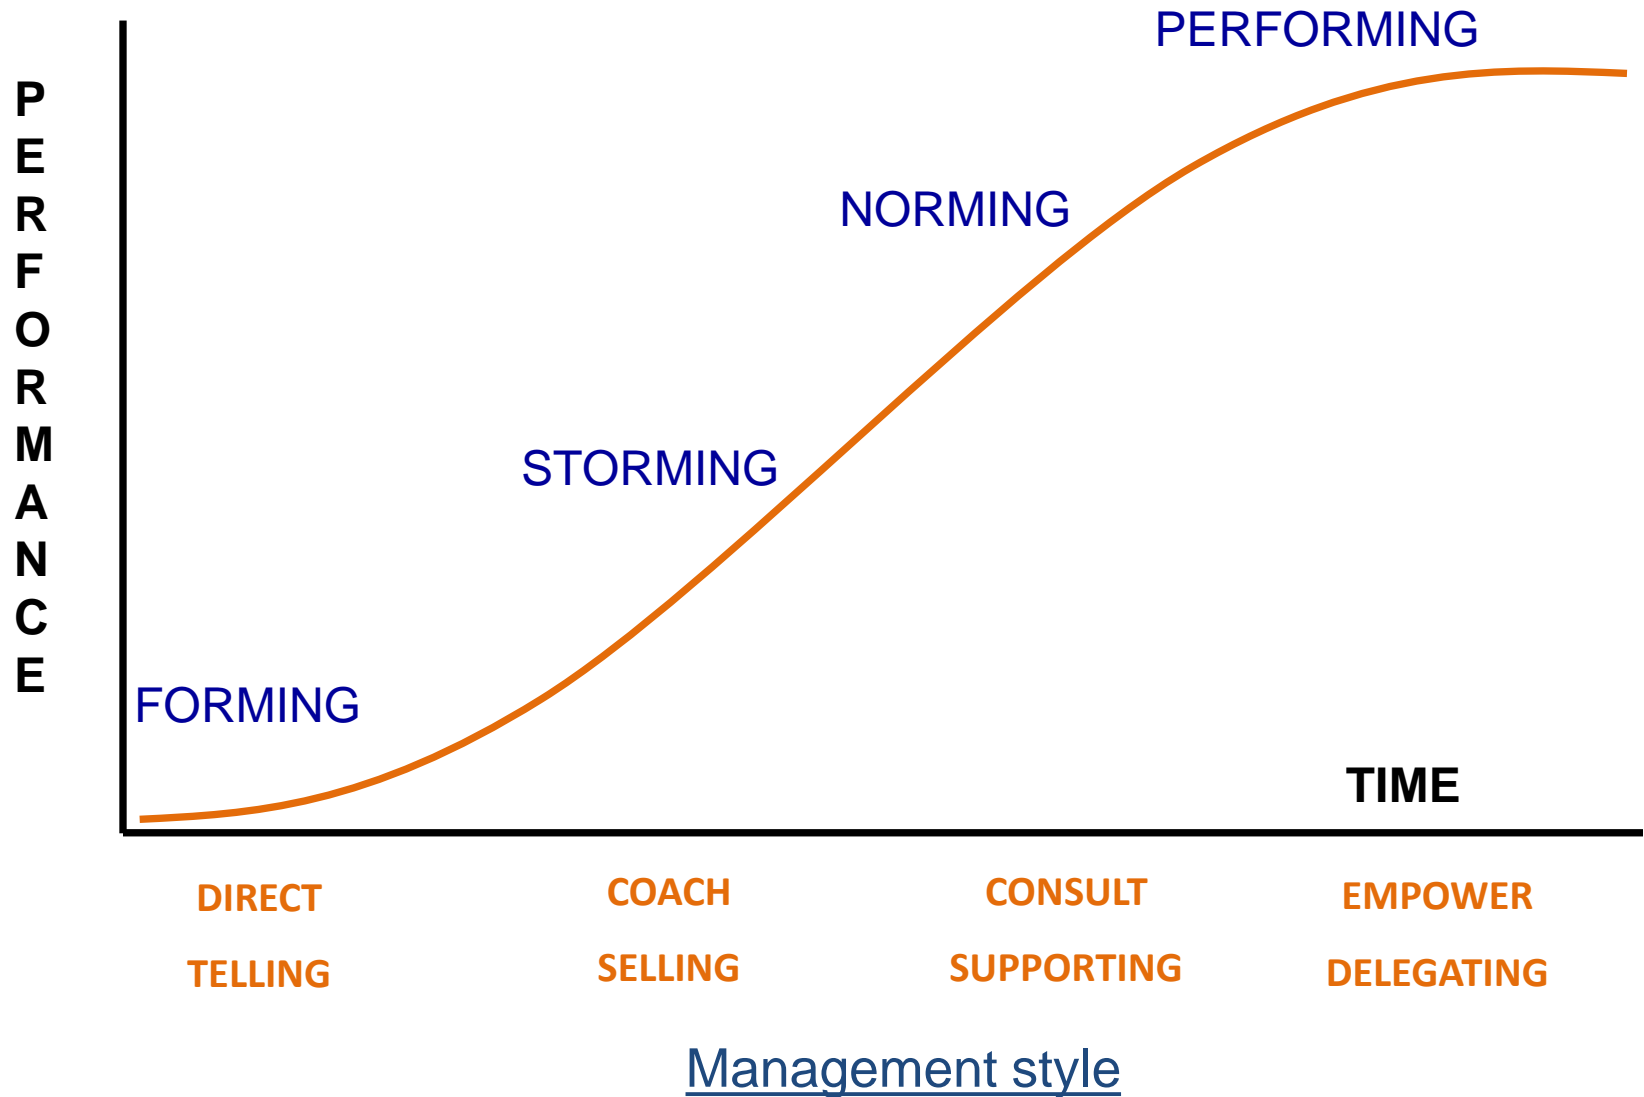 PERFORMANCE
PERFORMING
NORMING
STORMING
FORMING
TIME
DIRECT COACH CONSULT EMPOWER
TELLING SELLING SUPPORTING DELEGATING
Management style